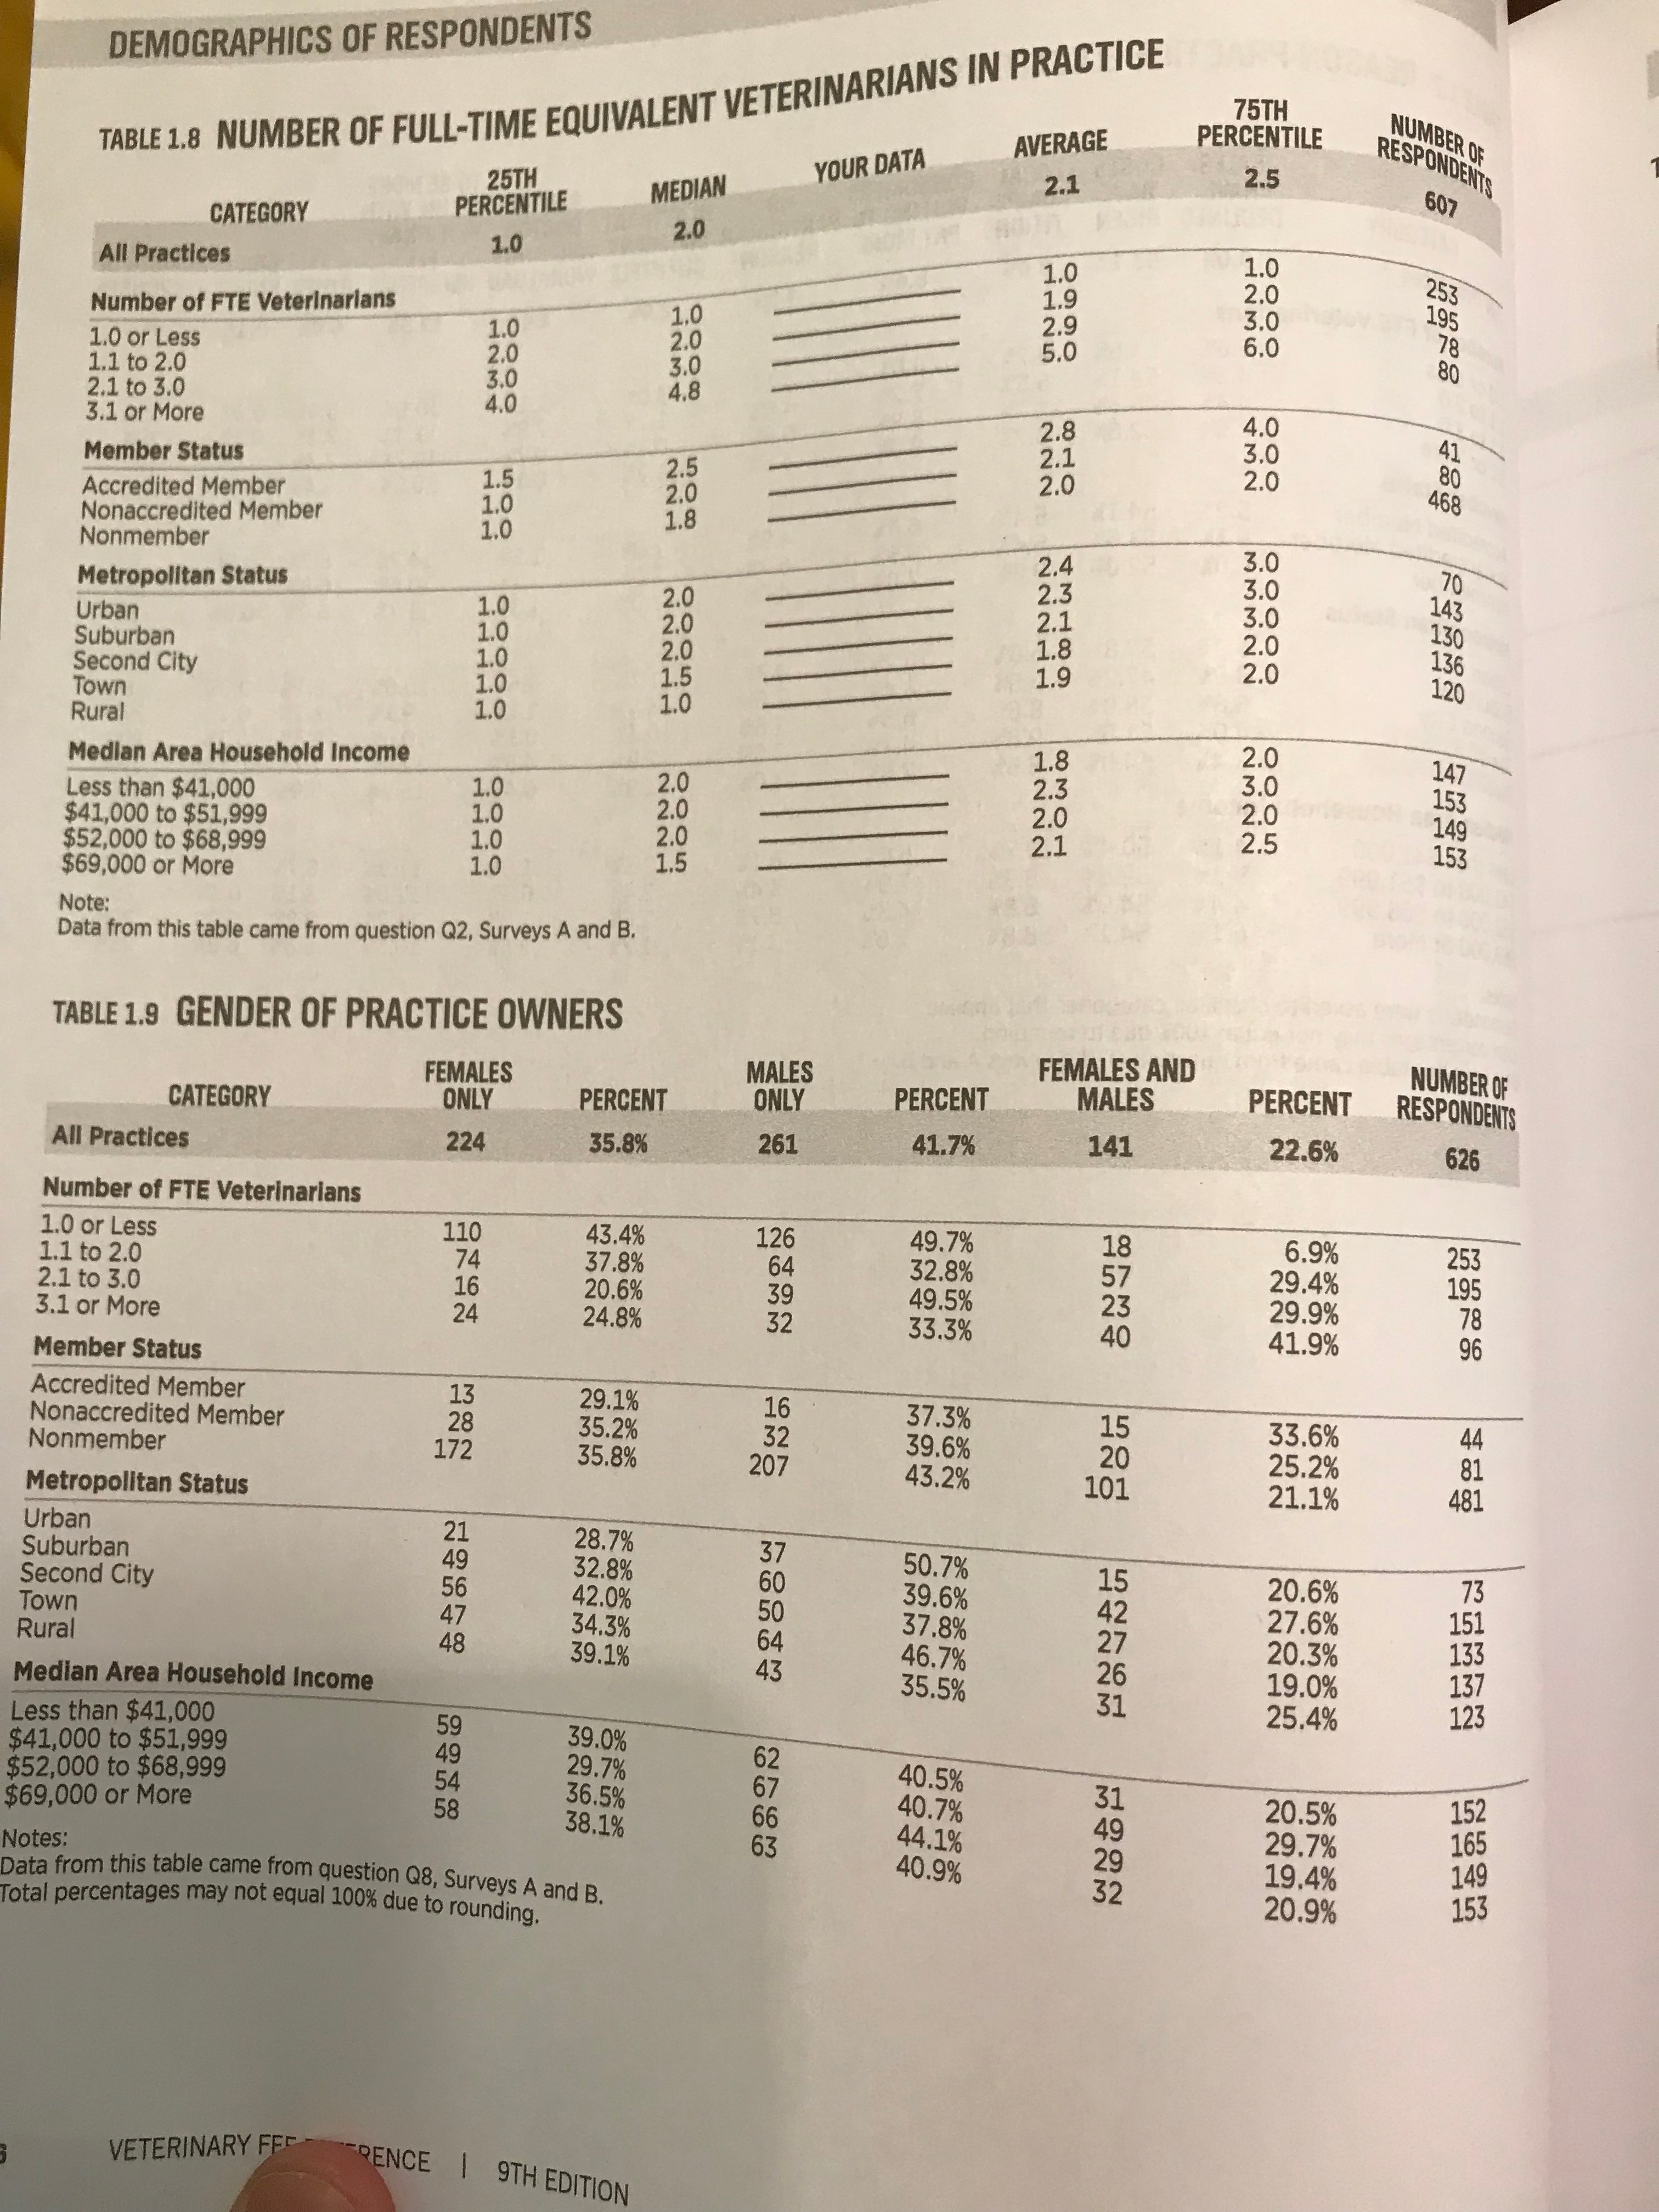 DEMOGRAPHICS OF RESPONDENTS
TABLE 1.8 NUMBER OF FULL-TIME EQUIVALENT VETERINARIANS IN PRACTICE
CATEGORY 25TH PERCENTILE MEDIAN YOUR DATA AVERAGE 75TH PERCENTILE NUMBER OF RESPONDENTS
All Practices 1.0 2.0 2.1 2.5 607
Number of FTE Veterinarians
1.0 or Less 1.0 1.0 1.0 1.0 253
1.1 to 2.0 2.0 2.0 1.9 2.0 195
2.1 to 3.0 3.0 3.0 2.9 3.0 78
3.1 or More 4.0 4.8 5.0 6.0 80
Member Status
Accredited Member 1.5 2.5 2.8 4.0 41
Nonaccredited Member 1.0 2.0 2.1 3.0 80
Nonmember 1.0 1.8 2.0 2.0 468
Metropolitan Status
Urban 1.0 2.0 2.4 3.0 70
Suburban 1.0 2.0 2.3 3.0 143
Second City 1.0 2.0 2.1 3.0 130
Town 1.0 1.5 1.8 2.0 136
Rural 1.0 1.0 1.9 2.0 120
Median Area Household Income
Less than $41,000 1.0 2.0 1.8 2.0 147
$41,000 to $51,999 1.0 2.0 2.3 3.0 153
$52,000 to $68,999 1.0 2.0 2.0 2.0 149
$69,000 or More 1.0 1.5 2.1 2.5 153
Note:
Data from this table came from question Q2, Surveys A and B.
TABLE 1.9 GENDER OF PRACTICE OWNERS
CATEGORY FEMALES ONLY PERCENT MALES ONLY PERCENT FEMALES AND MALES PERCENT NUMBER OF RESPONDENTS
All Practices 224 35.8% 261 41.7% 141 22.6% 626
Number of FTE Veterinarians
1.0 or Less 110 43.4% 126 49.7% 18 6.9% 253
1.1 to 2.0 74 37.8% 64 32.8% 57 29.4% 195
2.1 to 3.0 16 20.6% 39 49.5% 23 29.9% 78
3.1 or More 24 24.8% 32 33.3% 40 41.9% 96
Member Status
Accredited Member 13 29.1% 16 37.3% 15 33.6% 44
Nonaccredited Member 28 35.2% 32 39.6% 20 25.2% 81
Nonmember 172 35.8% 207 43.2% 101 21.1% 481
Metropolitan Status
Urban 21 28.7% 37 50.7% 15 20.6% 73
Suburban 49 32.8% 60 39.6% 42 27.6% 151
Second City 56 42.0% 50 37.8% 27 20.3% 133
Town 47 34.3% 64 46.7% 26 19.0% 137
Rural 48 39.1% 43 35.5% 31 25.4% 123
Median Area Household Income
Less than $41,000 59 39.0% 62 40.5% 31 20.5% 152
$41,000 to $51,999 49 29.7% 67 40.7% 49 29.7% 165
$52,000 to $68,999 54 36.5% 66 44.1% 29 19.4% 149
$69,000 or More 58 38.1% 63 40.9% 32 20.9% 153
Notes:
Data from this table came from question Q8, Surveys A and B.
Total percentages may not equal 100% due to rounding.
VETERINARY | 9TH EDITION